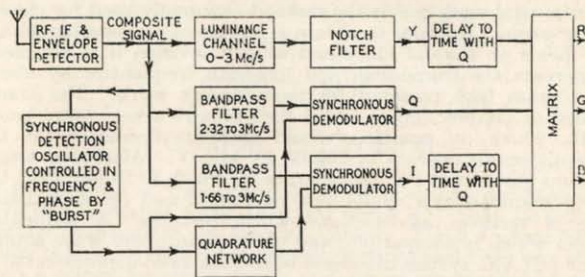 COMPOSITE
SIGNAL
RF. IF &
ENVELOPE
DETECTOR
LUMINANCE
CHANNEL
0-3 Mc/s
NOTCH
FILTER
Y
DELAY TO
TIME WITH
Q
R
BANDPASS
FILTER
2·32 TO 3Mc/s
SYNCHRONOUS
DEMODULATOR
Q
G
SYNCHRONOUS
DETECTION
OSCILLATOR
CONTROLLED IN
FREQUENCY &
PHASE BY
"BURST"
BANDPASS
FILTER
1·66 TO 3Mc/s
SYNCHRONOUS
DEMODULATOR
I
DELAY TO
TIME WITH
Q
B
QUADRATURE
NETWORK
MATRIX